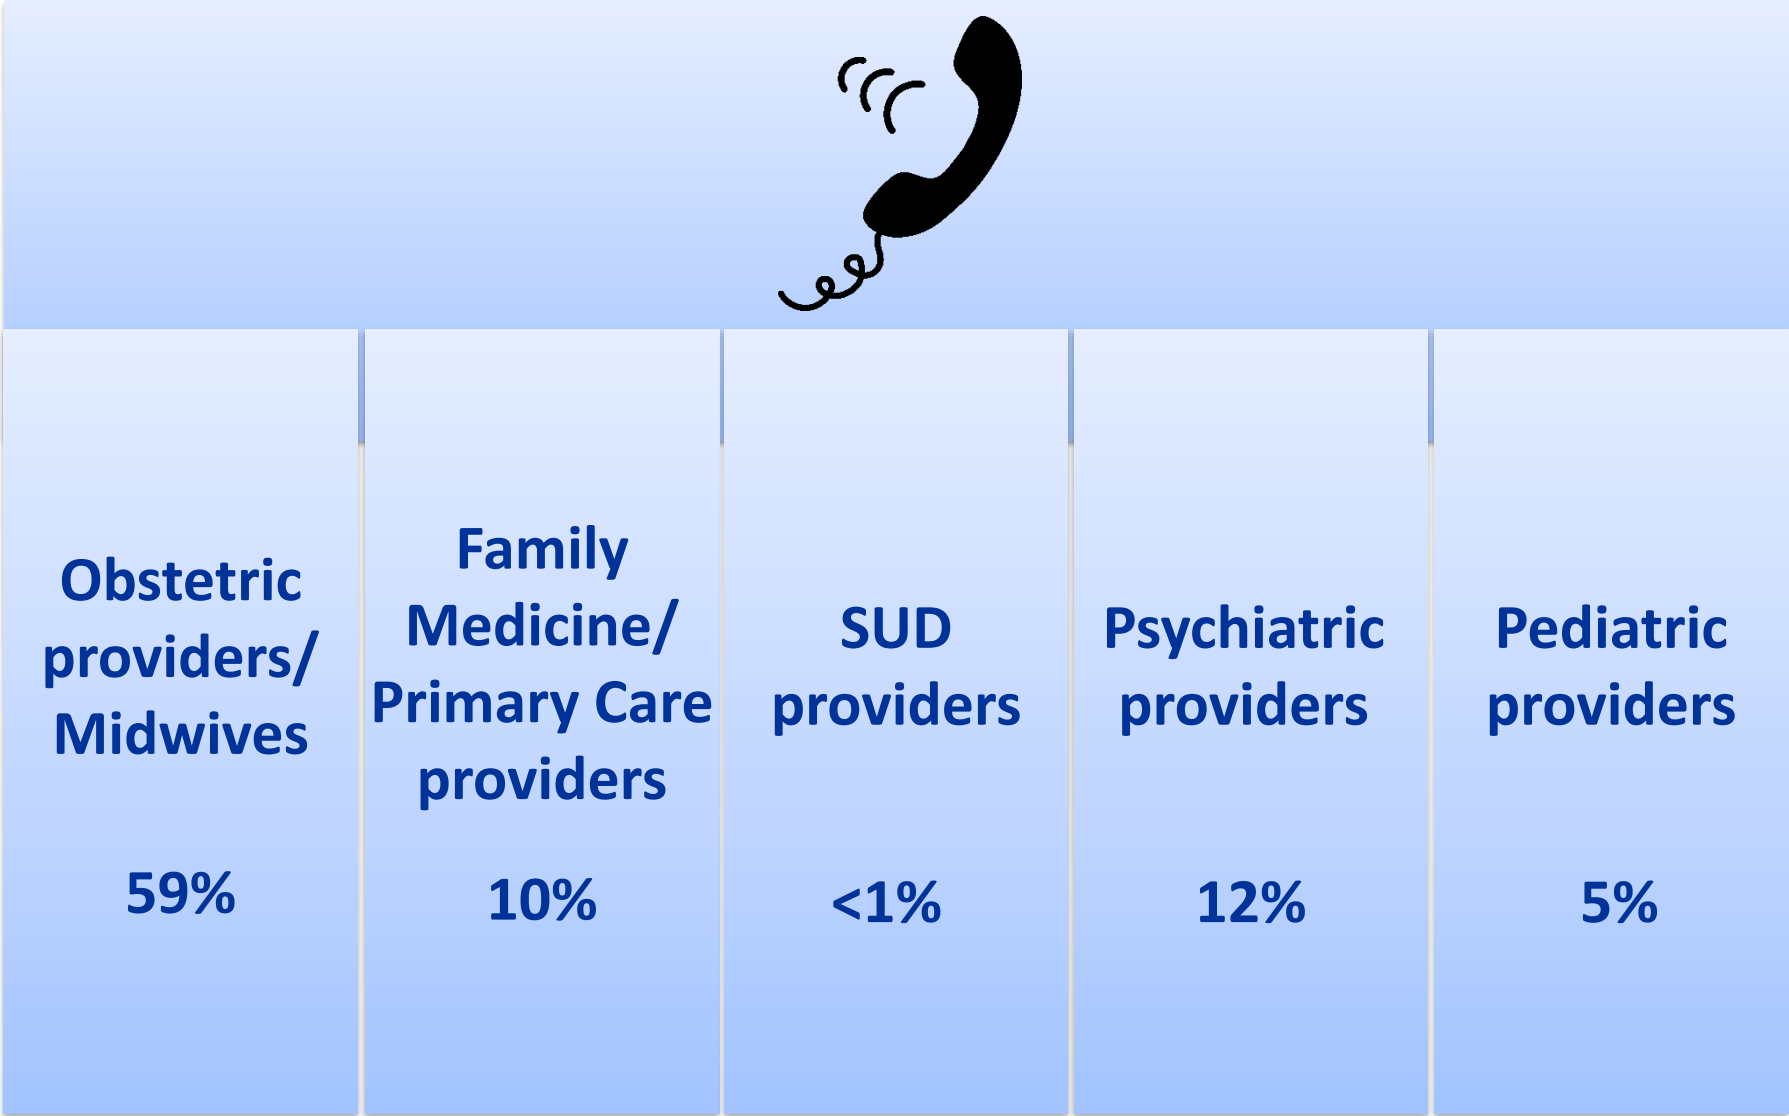 Obstetric
providers/
Midwives
59%
Family
Medicine/
Primary Care
providers
10%
SUD
providers
<1%
Psychiatric
providers
12%
Pediatric
providers
5%